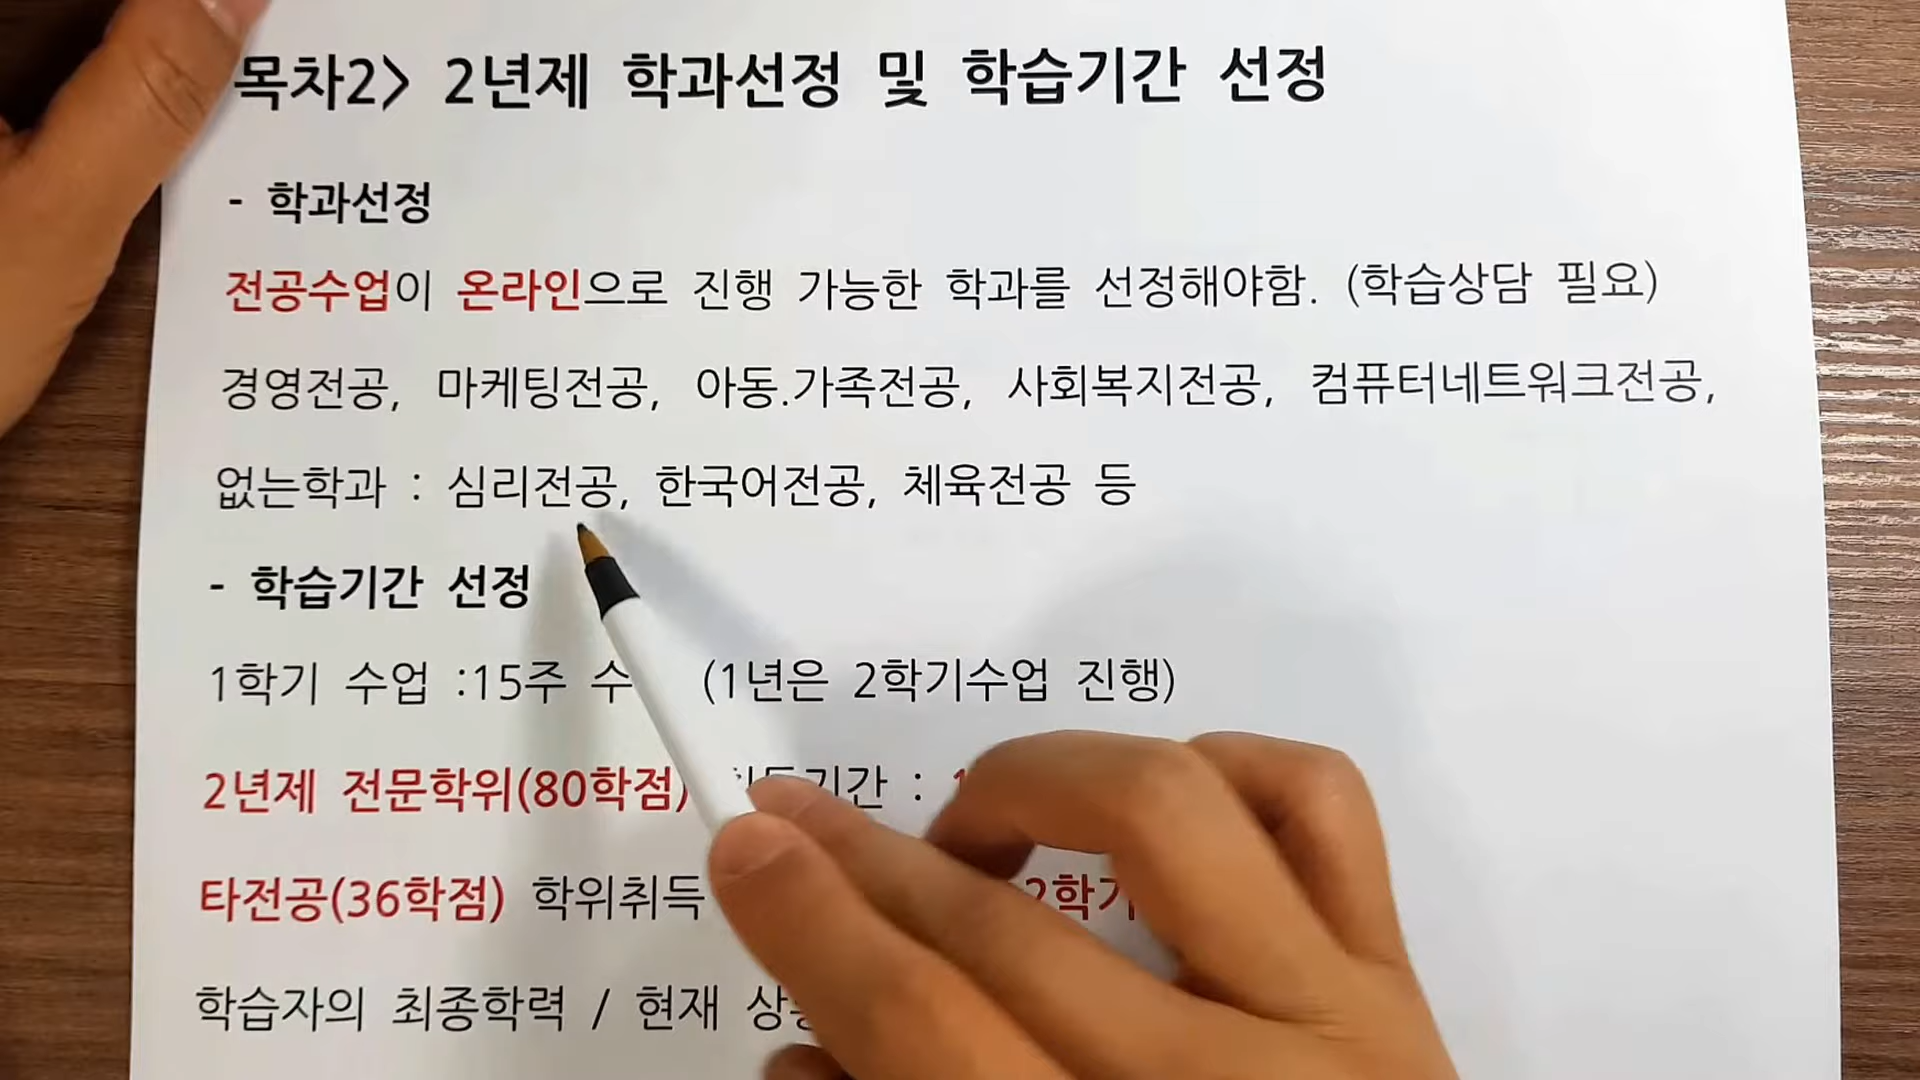 목차2> 2년제 학과선정 및 학습기간 선정
- 학과선정
전공수업이 온라인으로 진행 가능한 학과를 선정해야함. (학습상담 필요)
경영전공, 마케팅전공, 아동.가족전공, 사회복지전공, 컴퓨터네트워크전공,
없는학과 : 심리전공, 한국어전공, 체육전공 등
- 학습기간 선정
1학기 수업 :15주 (1년은 2학기수업 진행)
2년제 전문학위(80학점) :
타전공(36학점) 학위취득 2학기
학습자의 최종학력 / 현재